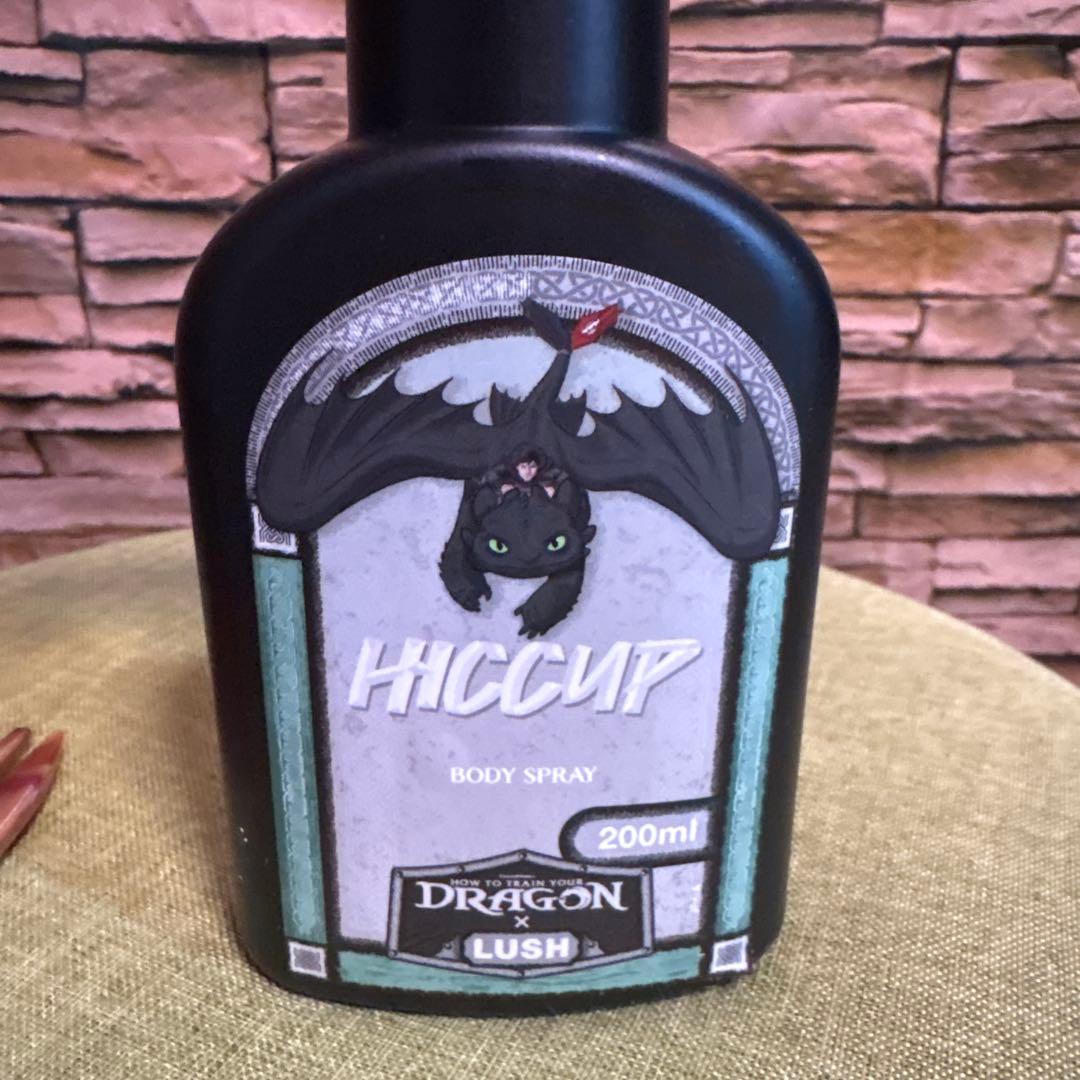 HICCUP
BODY SPRAY
200ml
HOW TO TRAIN YOUR
DRAGON
×
LUSH